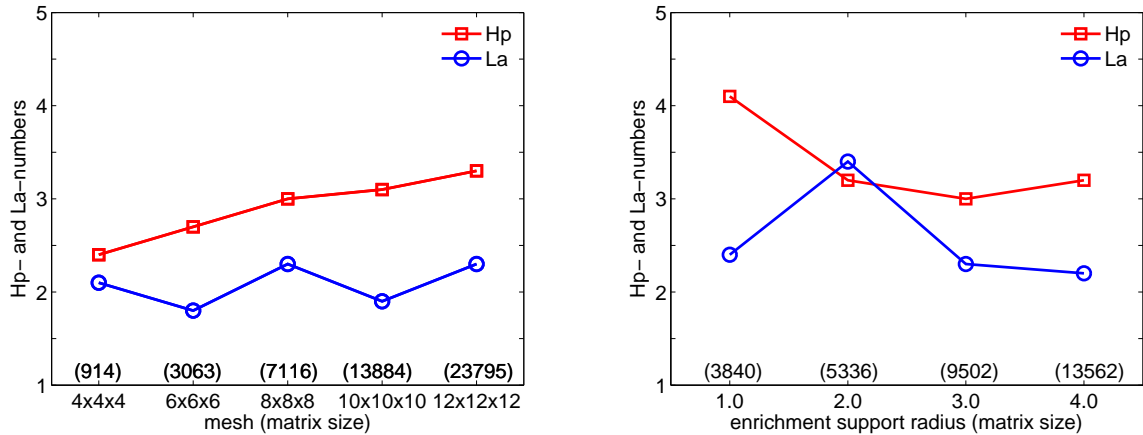 5
4
3
2
1
Hp− and La−numbers
Hp
La
(914) (3063) (7116) (13884) (23795)
4x4x4 6x6x6 8x8x8 10x10x10 12x12x12
mesh (matrix size)
5
4
3
2
1
Hp− and La−numbers
Hp
La
(3840) (5336) (9502) (13562)
1.0 2.0 3.0 4.0
enrichment support radius (matrix size)